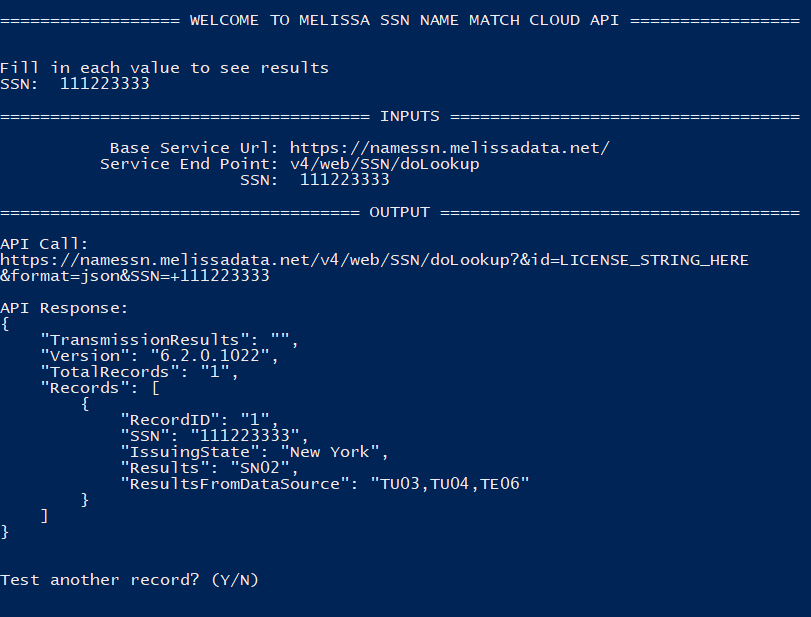 ================== WELCOME TO MELISSA SSN NAME MATCH CLOUD API =================
Fill in each value to see results
SSN:  111223333
===================================== INPUTS ===================================
Base Service Url: https://namessn.melissadata.net/
Service End Point: v4/web/SSN/doLookup
SSN:  111223333
==================================== OUTPUT ====================================
API Call:
https://namessn.melissadata.net/v4/web/SSN/doLookup?&id=LICENSE_STRING_HERE
&format=json&SSN=+111223333
API Response:
{
    "TransmissionResults": "",
    "Version": "6.2.0.1022",
    "TotalRecords": "1",
    "Records": [
        {
            "RecordID": "1",
            "SSN": "111223333",
            "IssuingState": "New York",
            "Results": "SN02",
            "ResultsFromDataSource": "TU03,TU04,TE06"
        }
    ]
}
Test another record? (Y/N)